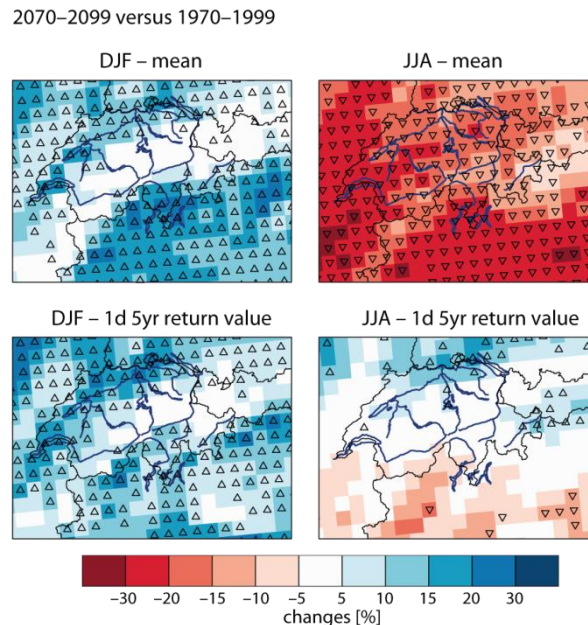 2070–2099 versus 1970–1999
DJF – mean
JJA – mean
DJF – 1d 5yr return value
JJA – 1d 5yr return value
–30 –20 –15 –10 –5 5 10 15 20 30
changes [%]